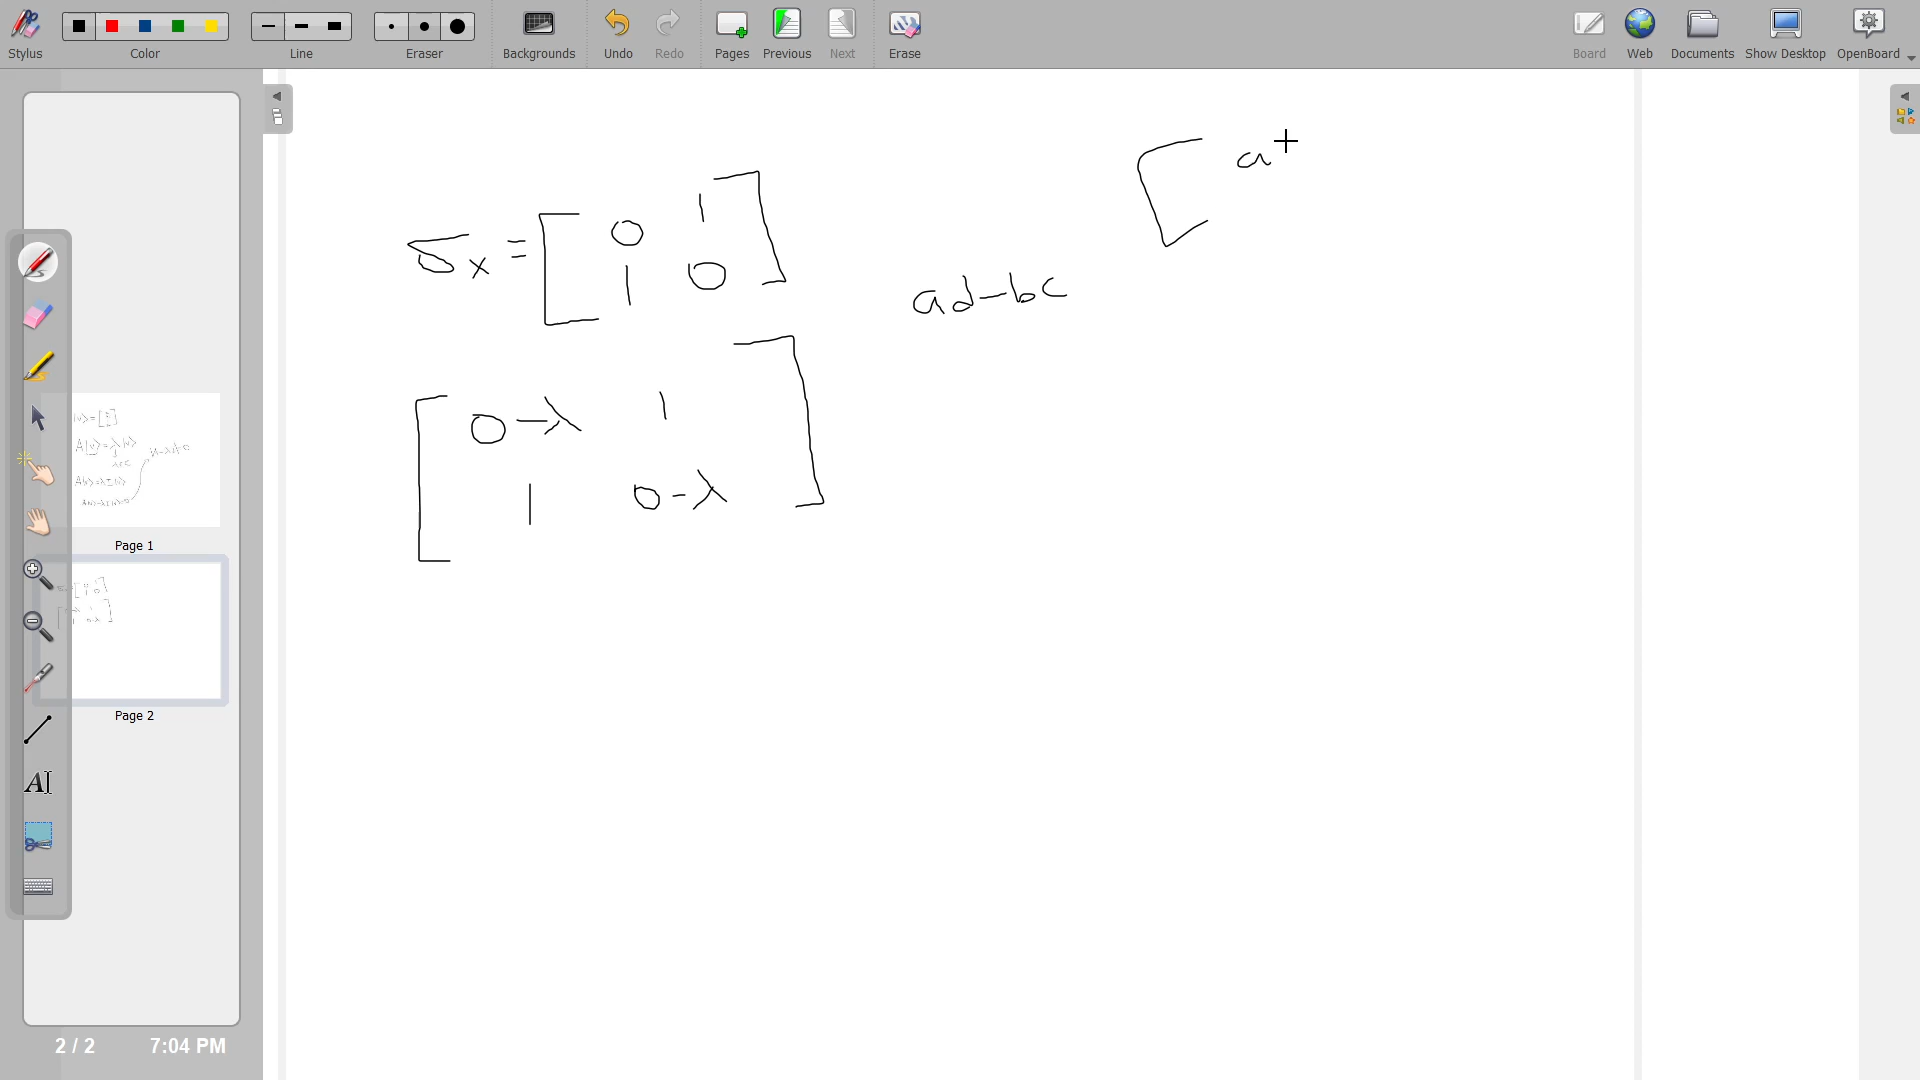 Stylus Color Line Eraser Backgrounds Undo Redo Pages Previous Next Erase Board Web Documents Show Desktop OpenBoard
σx = [ 0 1
1 0 ]
[ a
ad-bc
[ 0-λ 1
1 0-λ ]
Page 1
Page 2
2 / 2 7:04 PM